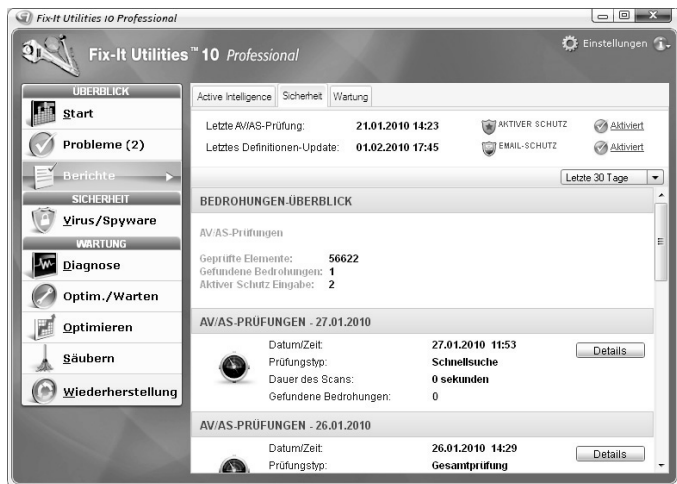 Fix-It Utilities 10 Professional
Fix-It Utilities™ 10 Professional
Einstellungen
ÜBERBLICK
Start
Probleme (2)
Berichte
SICHERHEIT
Virus/Spyware
WARTUNG
Diagnose
Optim./Warten
Optimieren
Säubern
Wiederherstellung
Active Intelligence Sicherheit Wartung
Letzte AV/AS-Prüfung: 21.01.2010 14:23 AKTIVER SCHUTZ Aktiviert
Letztes Definitionen-Update: 01.02.2010 17:45 EMAIL-SCHUTZ Aktiviert
Letzte 30 Tage
BEDROHUNGEN-ÜBERBLICK
AV/AS-Prüfungen
Geprüfte Elemente: 56622
Gefundene Bedrohungen: 1
Aktiver Schutz Eingabe: 2
AV/AS-PRÜFUNGEN - 27.01.2010
Datum/Zeit: 27.01.2010 11:53
Details
Prüfungstyp: Schnellsuche
Dauer des Scans: 0 sekunden
Gefundene Bedrohungen: 0
AV/AS-PRÜFUNGEN - 26.01.2010
Datum/Zeit: 26.01.2010 14:29
Details
Prüfungstyp: Gesamtprüfung